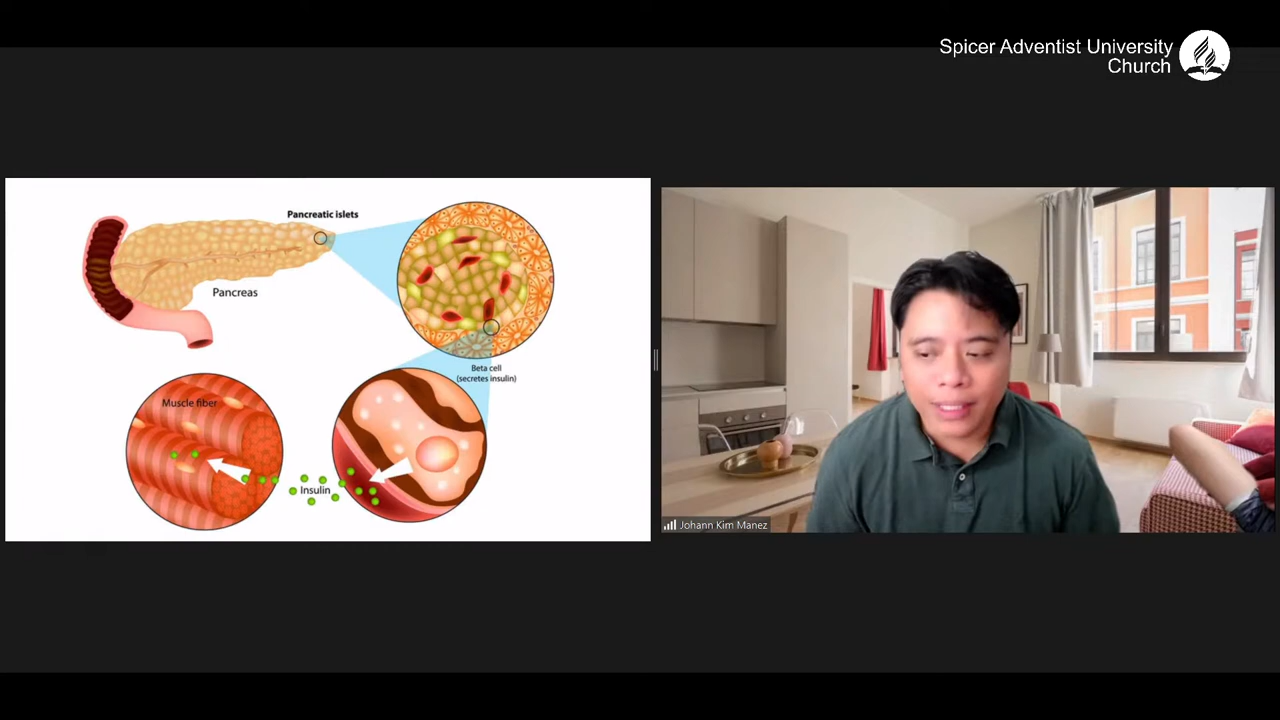 Spicer Adventist University
Church
Pancreatic islets
Pancreas
Beta cell
(secretes insulin)
Muscle fiber
Insulin
Johann Kim Manez